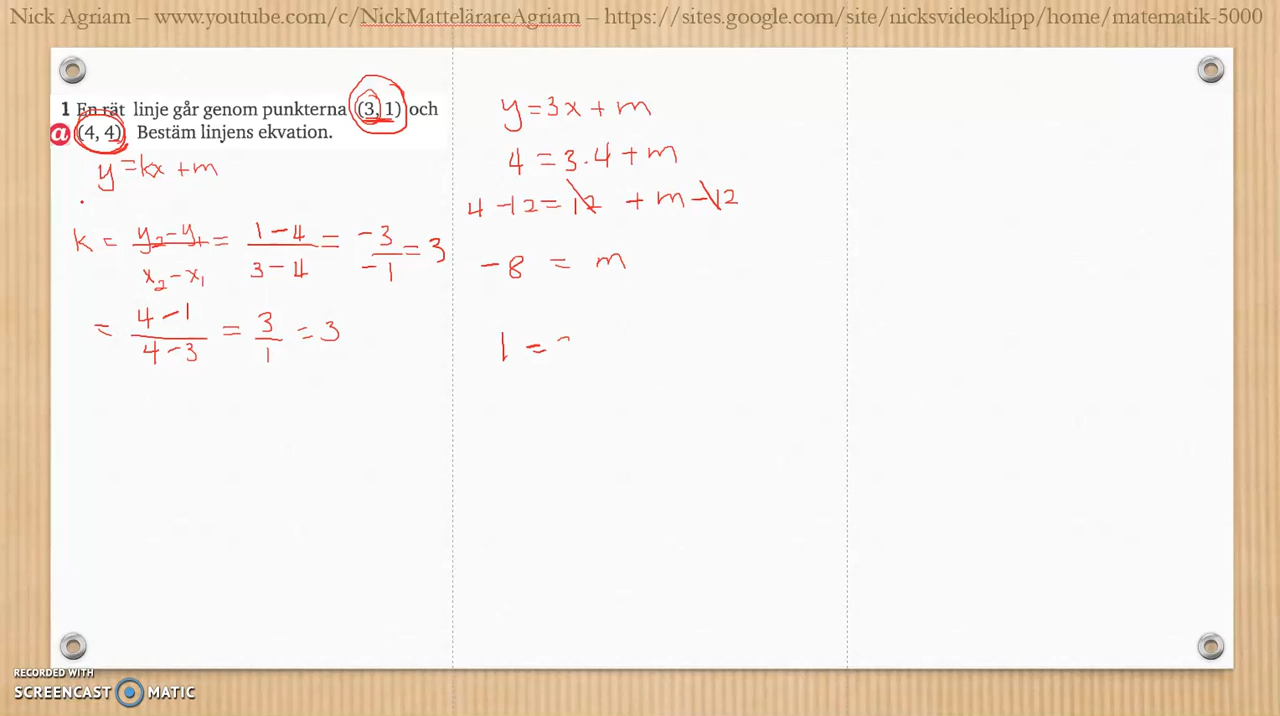 Nick Agriam – www.youtube.com/c/NickMattelärareAgriam – https://sites.google.com/site/nicksvideoklipp/home/matematik-5000
1 En rät linje går genom punkterna (3, 1) och
a (4, 4). Bestäm linjens ekvation.
y = kx + m
k = y₂ - y₁ / x₂ - x₁ = 1 - 4 / 3 - 4 = -3 / -1 = 3
= 4 - 1 / 4 - 3 = 3 / 1 = 3
y = 3x + m
4 = 3 · 4 + m
4 - 12 = 12 + m - 12
-8 = m
1 =
RECORDED WITH
SCREENCAST MATIC